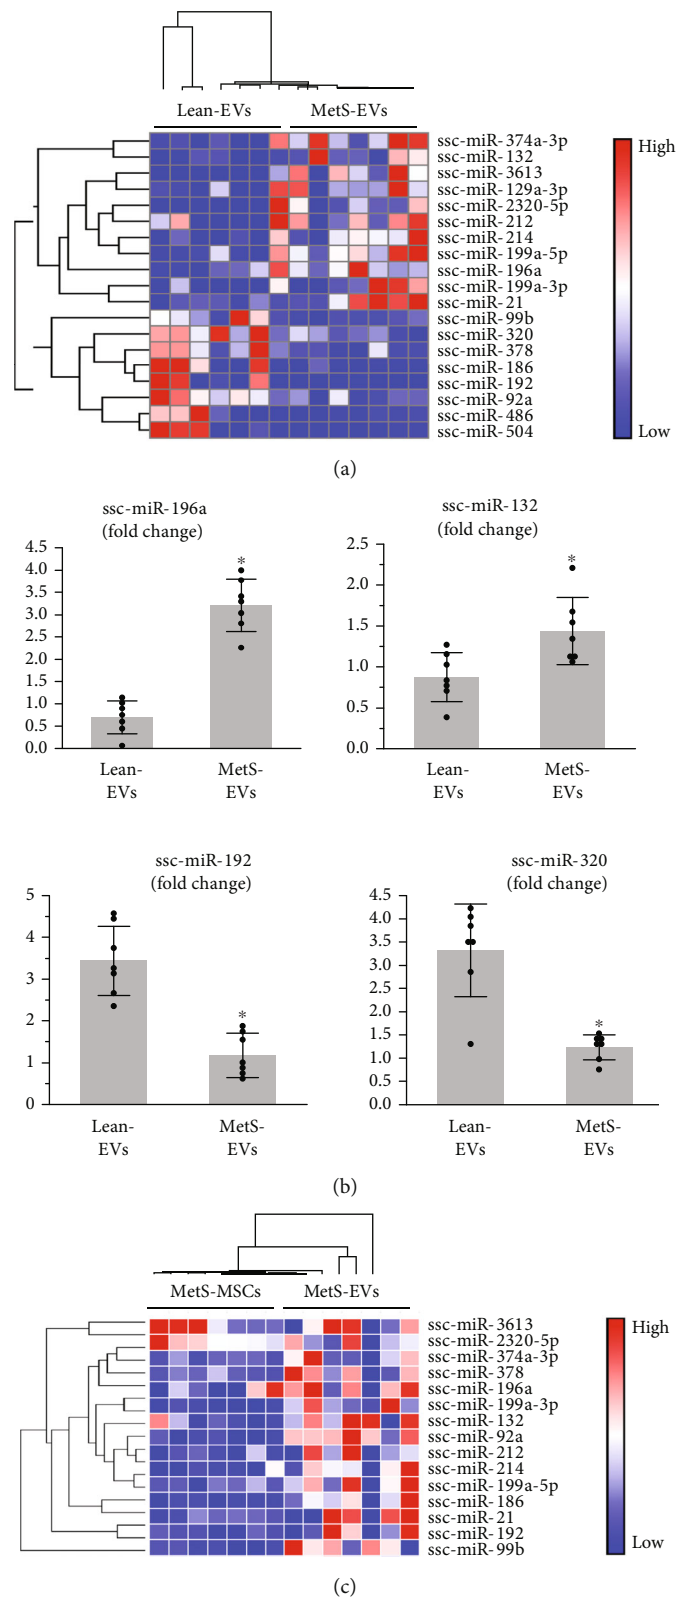 Lean-EVs MetS-EVs
ssc-miR-374a-3p
ssc-miR-132
ssc-miR-3613
ssc-miR-129a-3p
ssc-miR-2320-5p
ssc-miR-212
ssc-miR-214
ssc-miR-199a-5p
ssc-miR-196a
ssc-miR-199a-3p
ssc-miR-21
ssc-miR-99b
ssc-miR-320
ssc-miR-378
ssc-miR-186
ssc-miR-192
ssc-miR-92a
ssc-miR-486
ssc-miR-504
High
Low
(a)
ssc-miR-196a
(fold change)
4.5
4.0
3.5
3.0
2.5
2.0
1.5
1.0
0.5
0.0
*
Lean-
EVs
MetS-
EVs
ssc-miR-132
(fold change)
2.5
2.0
1.5
1.0
0.5
0.0
*
Lean-
EVs
MetS-
EVs
ssc-miR-192
(fold change)
5
4
3
2
1
0
*
Lean-
EVs
MetS-
EVs
ssc-miR-320
(fold change)
4.5
4.0
3.5
3.0
2.5
2.0
1.5
1.0
0.5
0.0
*
Lean-
EVs
MetS-
EVs
(b)
MetS-MSCs MetS-EVs
ssc-miR-3613
ssc-miR-2320-5p
ssc-miR-374a-3p
ssc-miR-378
ssc-miR-196a
ssc-miR-199a-3p
ssc-miR-132
ssc-miR-92a
ssc-miR-212
ssc-miR-214
ssc-miR-199a-5p
ssc-miR-186
ssc-miR-21
ssc-miR-192
ssc-miR-99b
High
Low
(c)